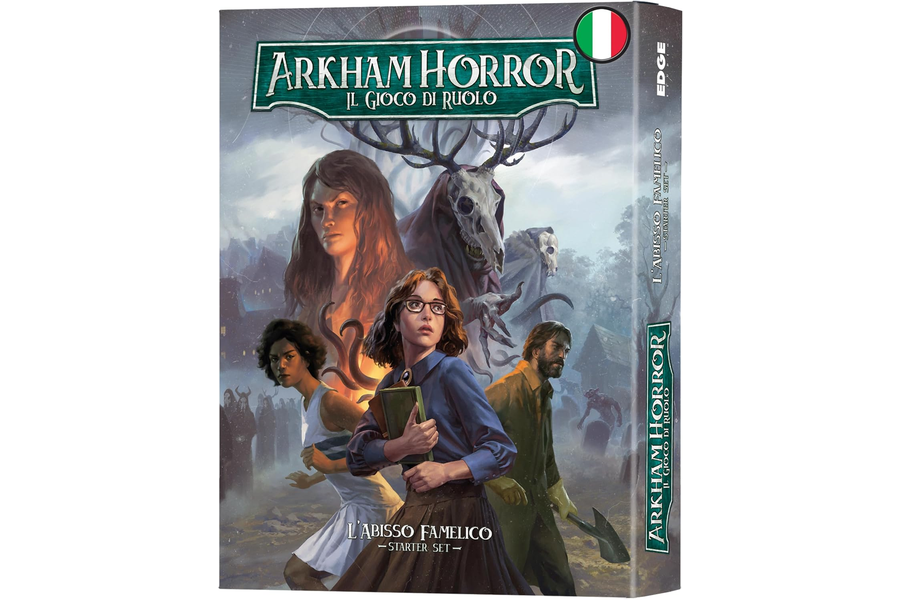 ARKHAM HORROR
IL GIOCO DI RUOLO
L'ABISSO FAMELICO
—STARTER SET—
EDGE
L'ABISSO FAMELICO
—STARTER SET—
ARKHAM HORROR
IL GIOCO DI RUOLO